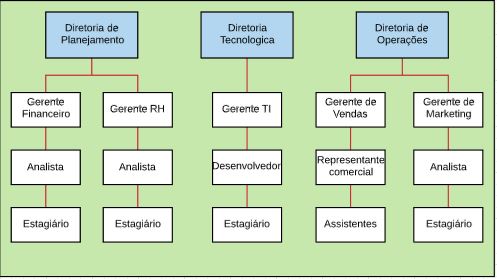 Diretoria de
Planejamento
Diretoria
Tecnologica
Diretoria de
Operações
Gerente
Financeiro
Gerente RH
Gerente TI
Gerente de
Vendas
Gerente de
Marketing
Analista
Analista
Desenvolvedor
Representante
comercial
Analista
Estagiário
Estagiário
Estagiário
Assistentes
Estagiário